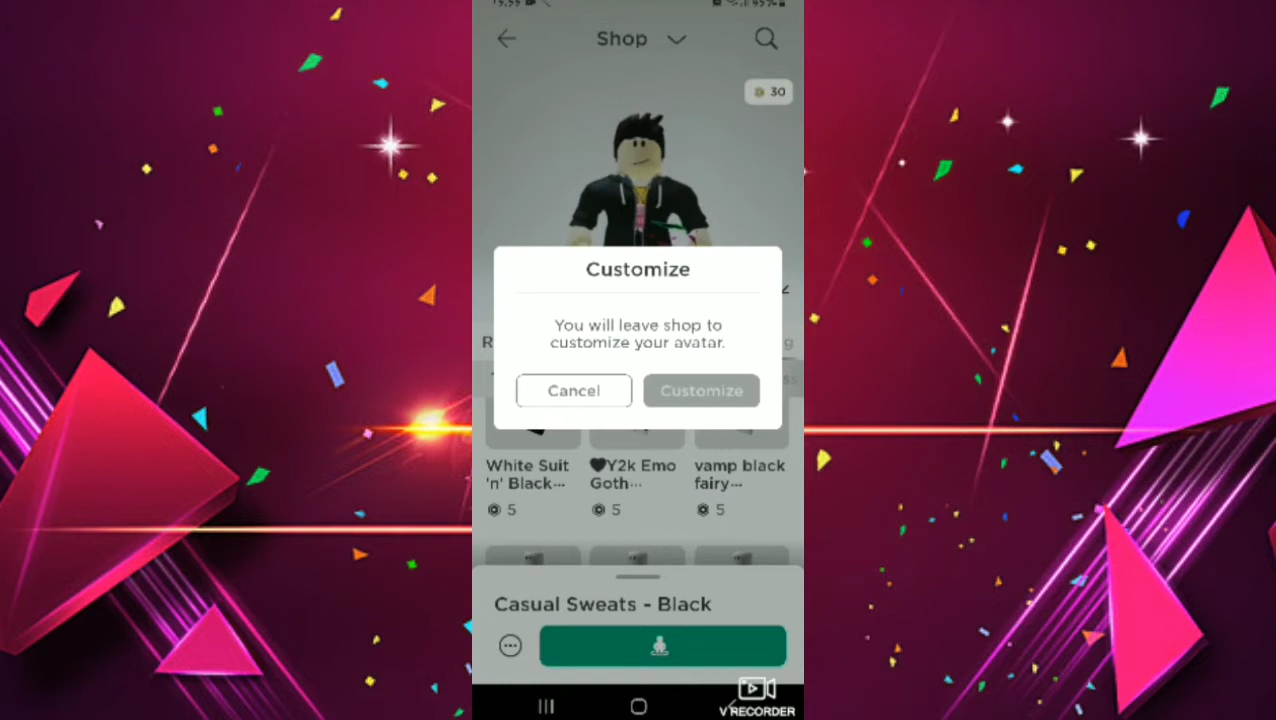 Shop
30
Customize
You will leave shop to
customize your avatar.
Cancel
Customize
White Suit
'n' Black...
🖤Y2k Emo
Goth...
vamp black
fairy...
5
5
5
Casual Sweats - Black
V RECORDER